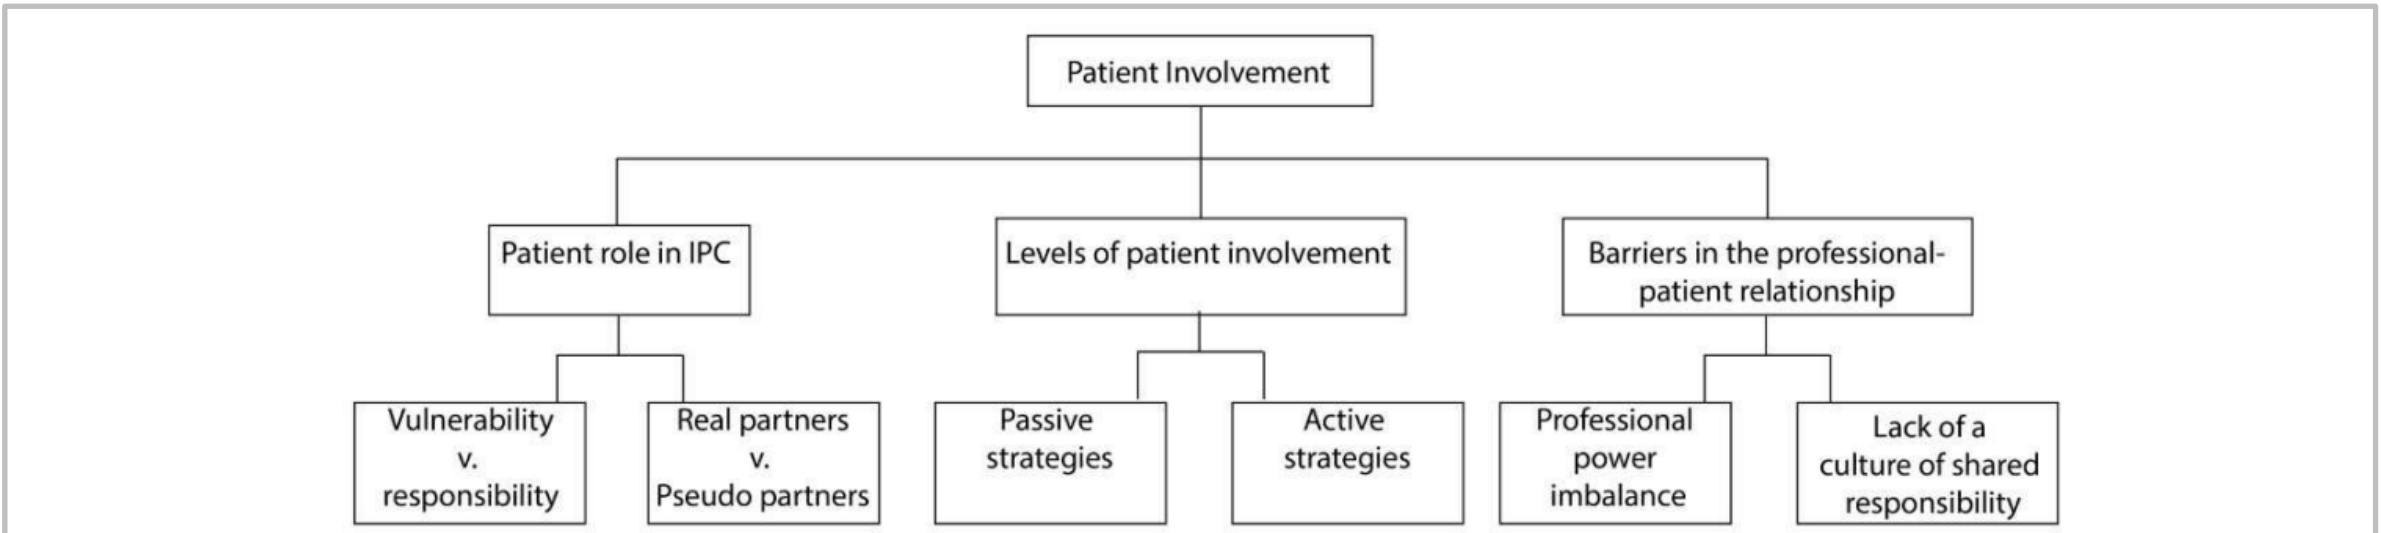 Patient Involvement
Patient role in IPC
Levels of patient involvement
Barriers in the professional-
patient relationship
Vulnerability
v.
responsibility
Real partners
v.
Pseudo partners
Passive
strategies
Active
strategies
Professional
power
imbalance
Lack of a
culture of shared
responsibility